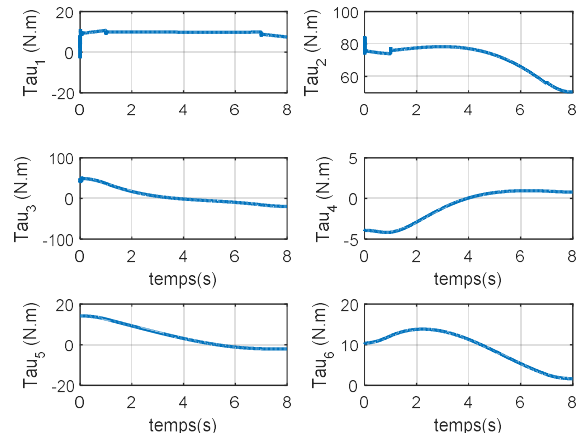 Tau1 (N.m)
20
0
-20
0 2 4 6 8
Tau2 (N.m)
100
80
60
0 2 4 6 8
Tau3 (N.m)
100
0
-100
0 2 4 6 8
temps(s)
Tau4 (N.m)
5
0
-5
0 2 4 6 8
temps(s)
Tau5 (N.m)
20
0
-20
0 2 4 6 8
temps(s)
Tau6 (N.m)
20
10
0
0 2 4 6 8
temps(s)